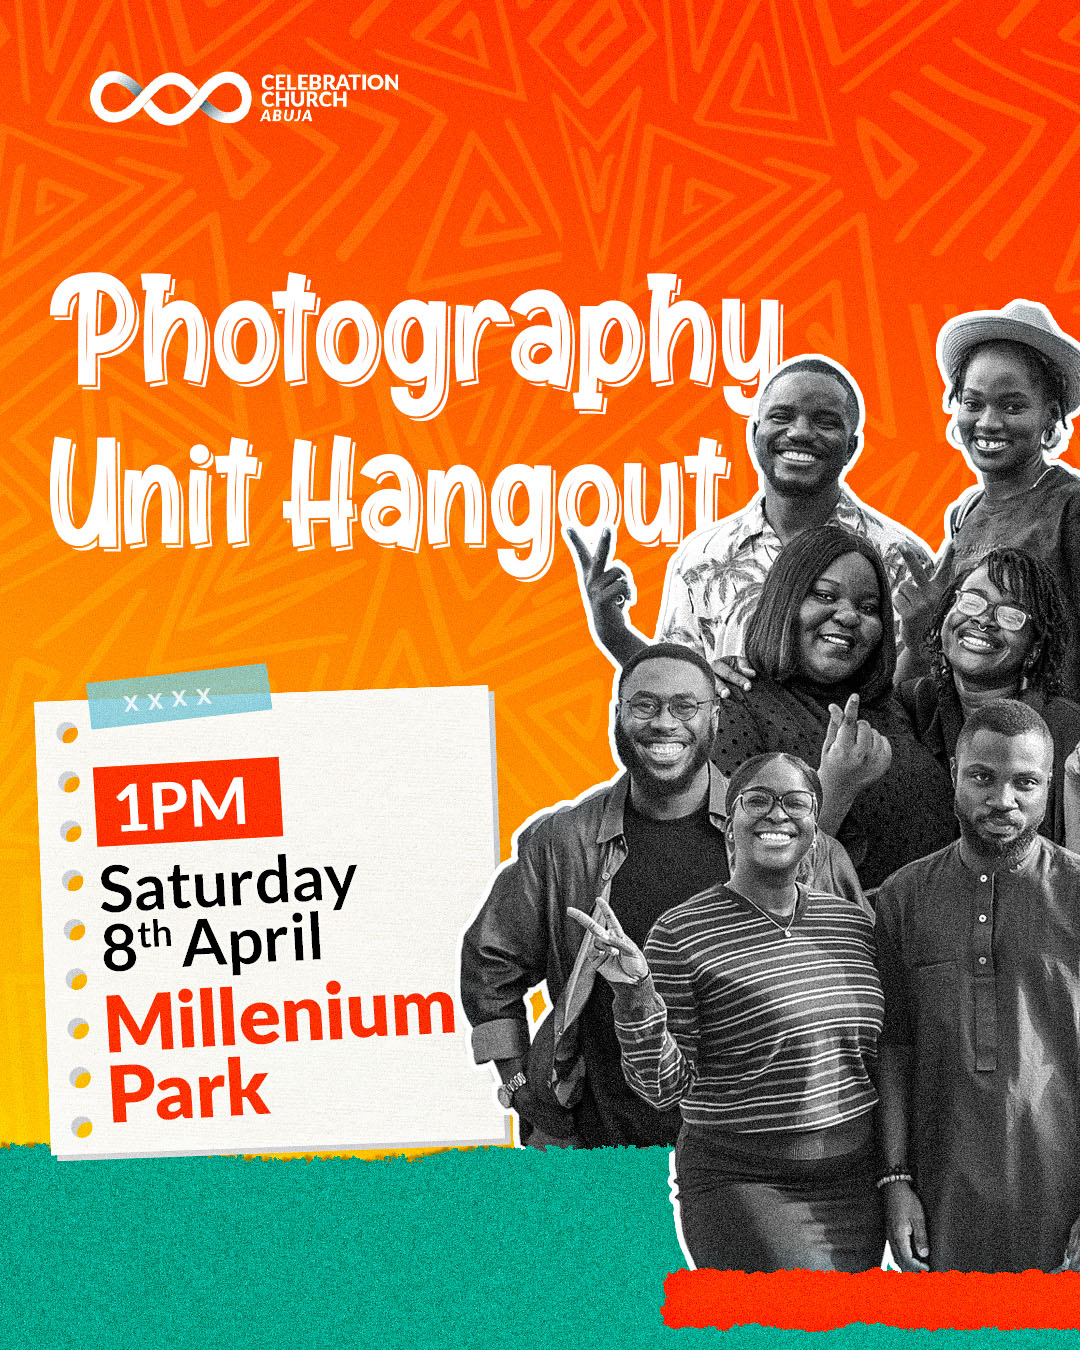 CELEBRATION
CHURCH
ABUJA
Photography
Unit Hangout
xxxx
1PM
Saturday
8th April
Millenium
Park